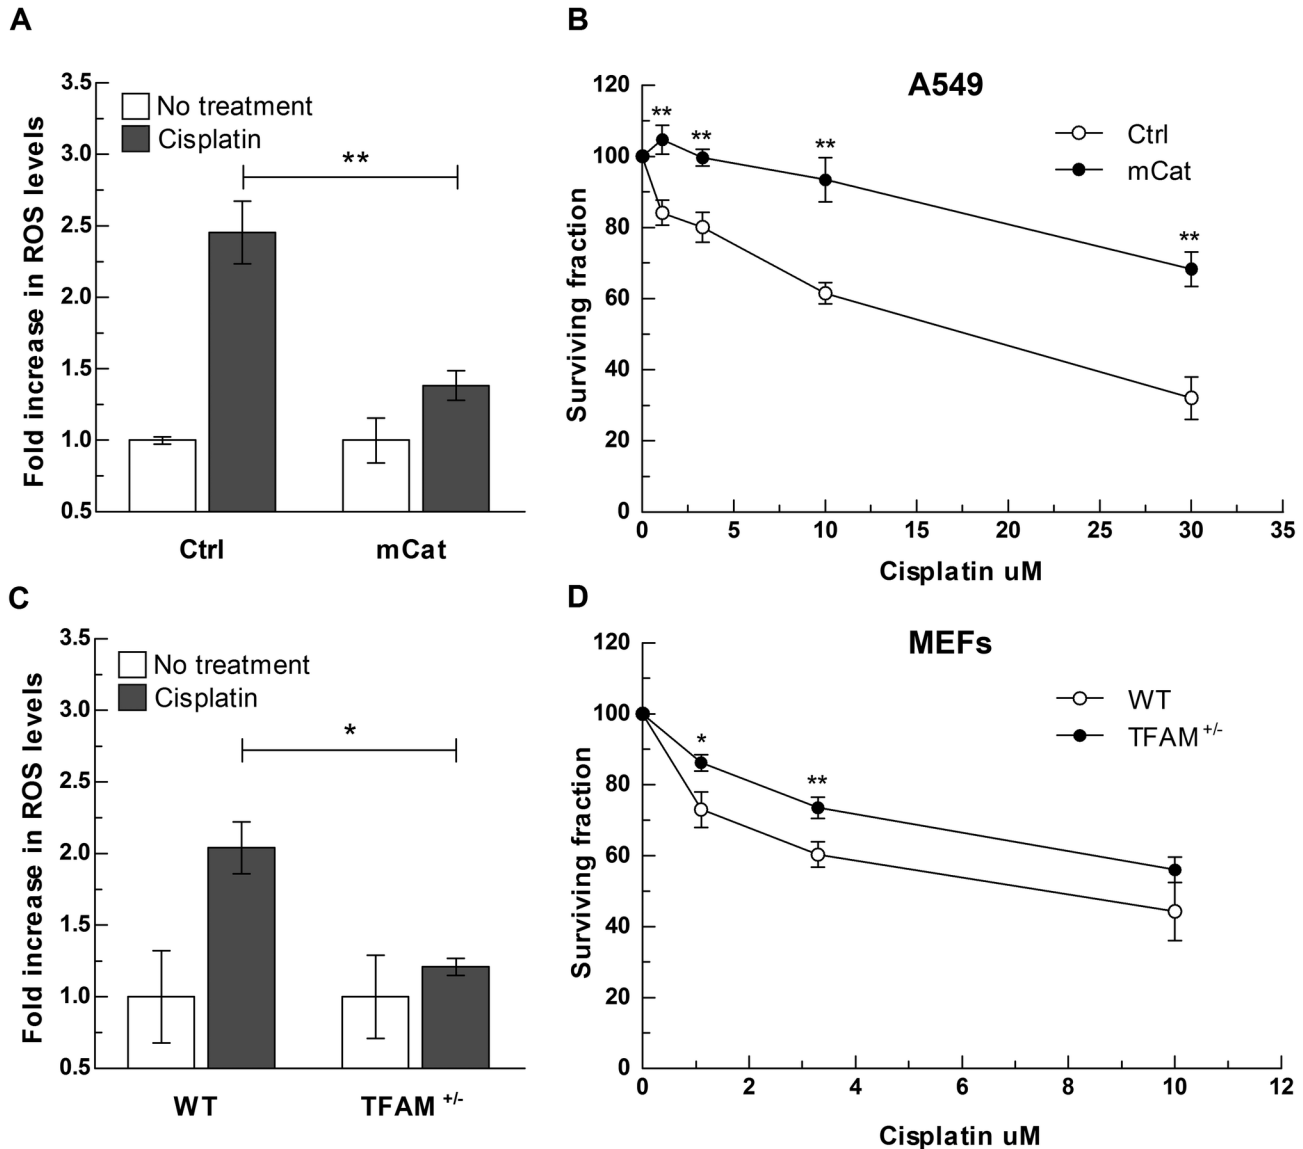 A
Fold increase in ROS levels
3.5
3.0
2.5
2.0
1.5
1.0
0.5
No treatment
Cisplatin
**
Ctrl
mCat
B
A549
Surviving fraction
120
100
80
60
40
20
0
**
**
**
**
Ctrl
mCat
0 5 10 15 20 25 30 35
Cisplatin uM
C
Fold increase in ROS levels
3.5
3.0
2.5
2.0
1.5
1.0
0.5
No treatment
Cisplatin
*
WT
TFAM +/-
D
MEFs
Surviving fraction
120
100
80
60
40
20
0
*
**
WT
TFAM +/-
0 2 4 6 8 10 12
Cisplatin uM